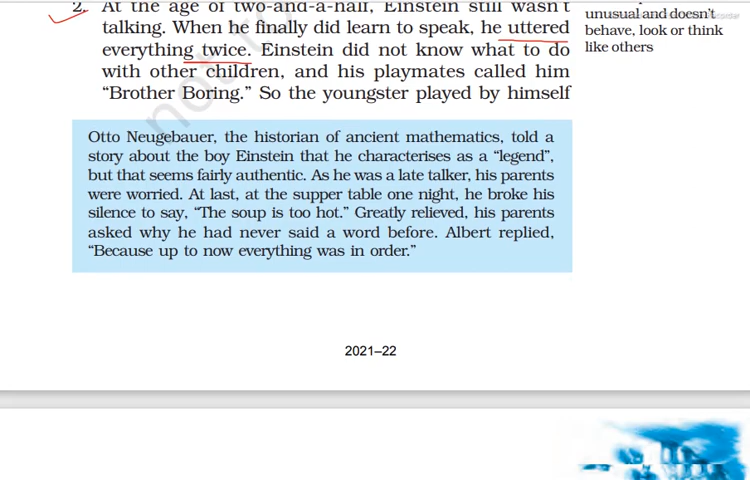 2. At the age of two-and-a-half, Einstein still wasn't
talking. When he finally did learn to speak, he uttered
everything twice. Einstein did not know what to do
with other children, and his playmates called him
“Brother Boring.” So the youngster played by himself
unusual and doesn't
behave, look or think
like others
Otto Neugebauer, the historian of ancient mathematics, told a
story about the boy Einstein that he characterises as a “legend”,
but that seems fairly authentic. As he was a late talker, his parents
were worried. At last, at the supper table one night, he broke his
silence to say, “The soup is too hot.” Greatly relieved, his parents
asked why he had never said a word before. Albert replied,
“Because up to now everything was in order.”
not
2021–22